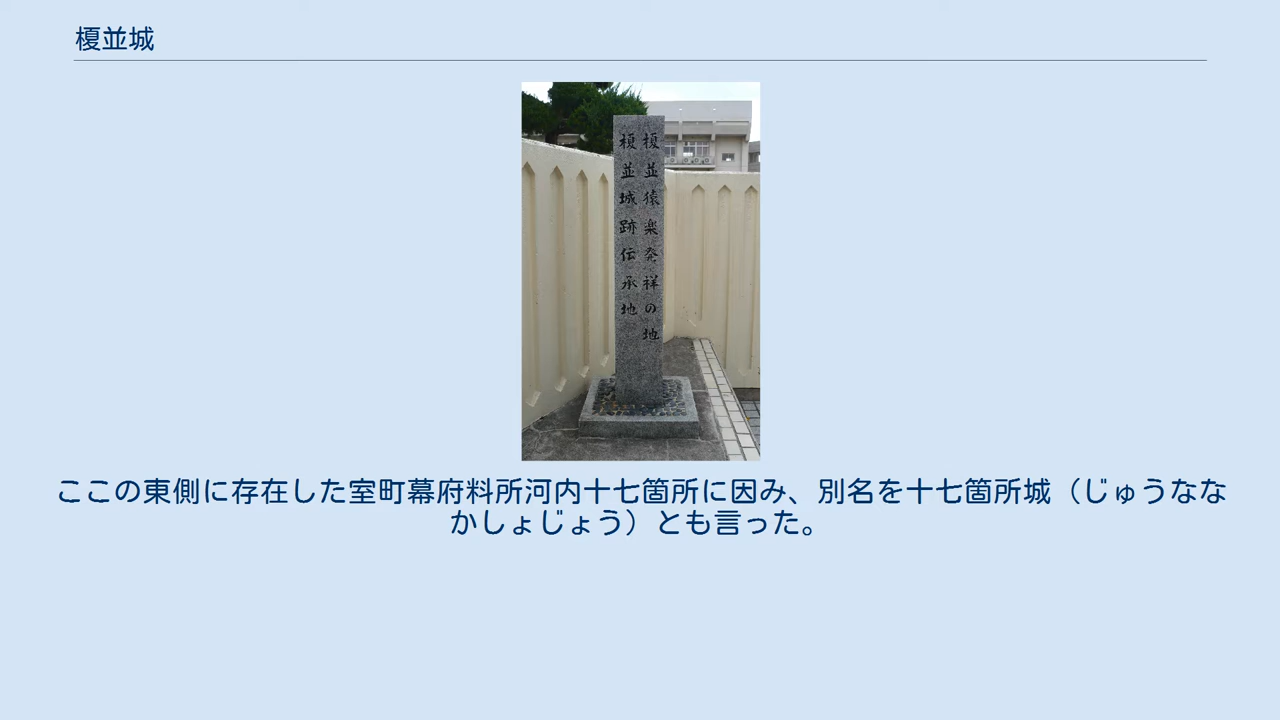 榎並城
榎並猿楽発祥の地
榎並城跡伝承地
ここの東側に存在した室町幕府料所河内十七箇所に因み、別名を十七箇所城（じゅうなな
かしょじょう）とも言った。